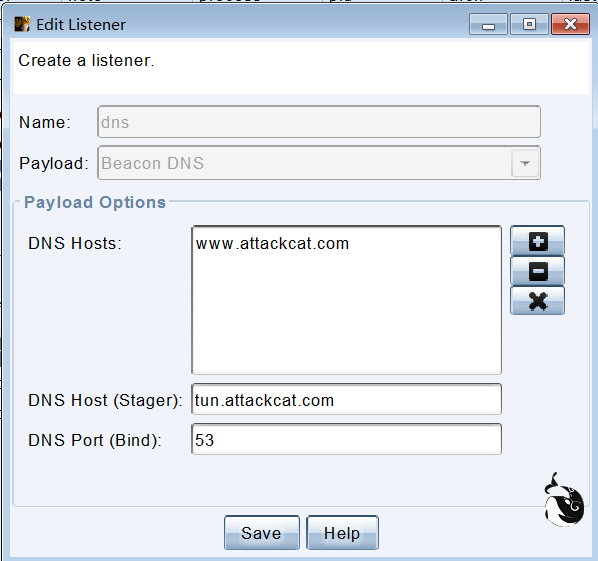 Edit Listener
Create a listener.
Name: dns
Payload: Beacon DNS
Payload Options
DNS Hosts: www.attackcat.com
DNS Host (Stager): tun.attackcat.com
DNS Port (Bind): 53
Save Help